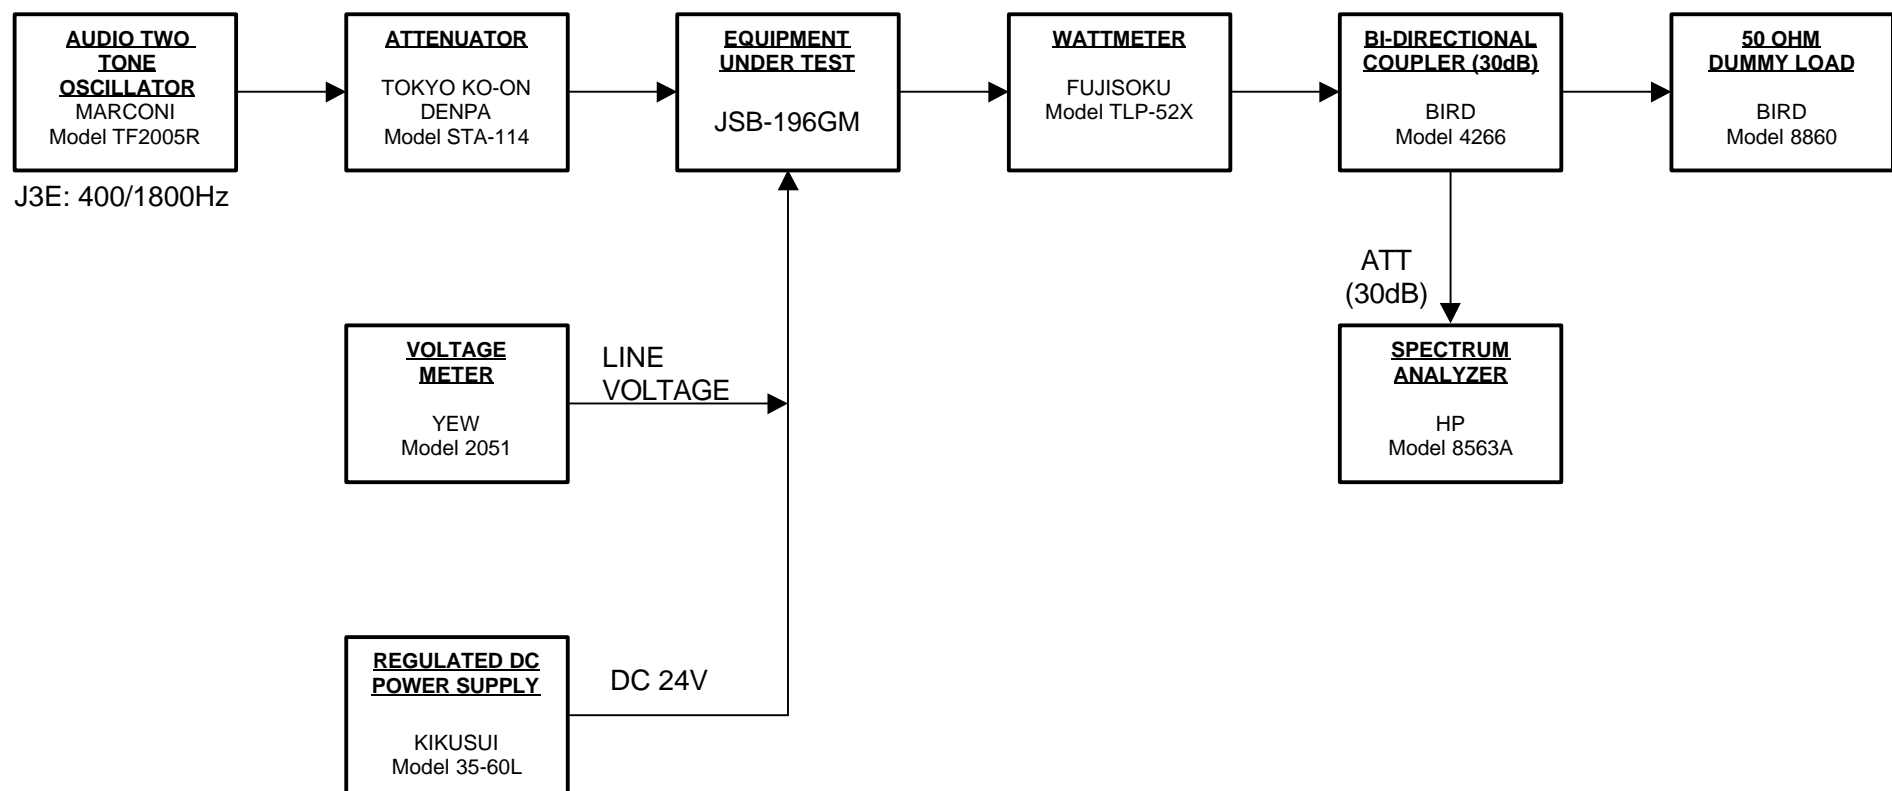 AUDIO TWO
TONE
OSCILLATOR
MARCONI
Model TF2005R
J3E: 400/1800Hz
ATTENUATOR
TOKYO KO-ON
DENPA
Model STA-114
EQUIPMENT
UNDER TEST
JSB-196GM
WATTMETER
FUJISOKU
Model TLP-52X
BI-DIRECTIONAL
COUPLER (30dB)
BIRD
Model 4266
50 OHM
DUMMY LOAD
BIRD
Model 8860
ATT
(30dB)
VOLTAGE
METER
YEW
Model 2051
LINE
VOLTAGE
SPECTRUM
ANALYZER
HP
Model 8563A
REGULATED DC
POWER SUPPLY
KIKUSUI
Model 35-60L
DC 24V